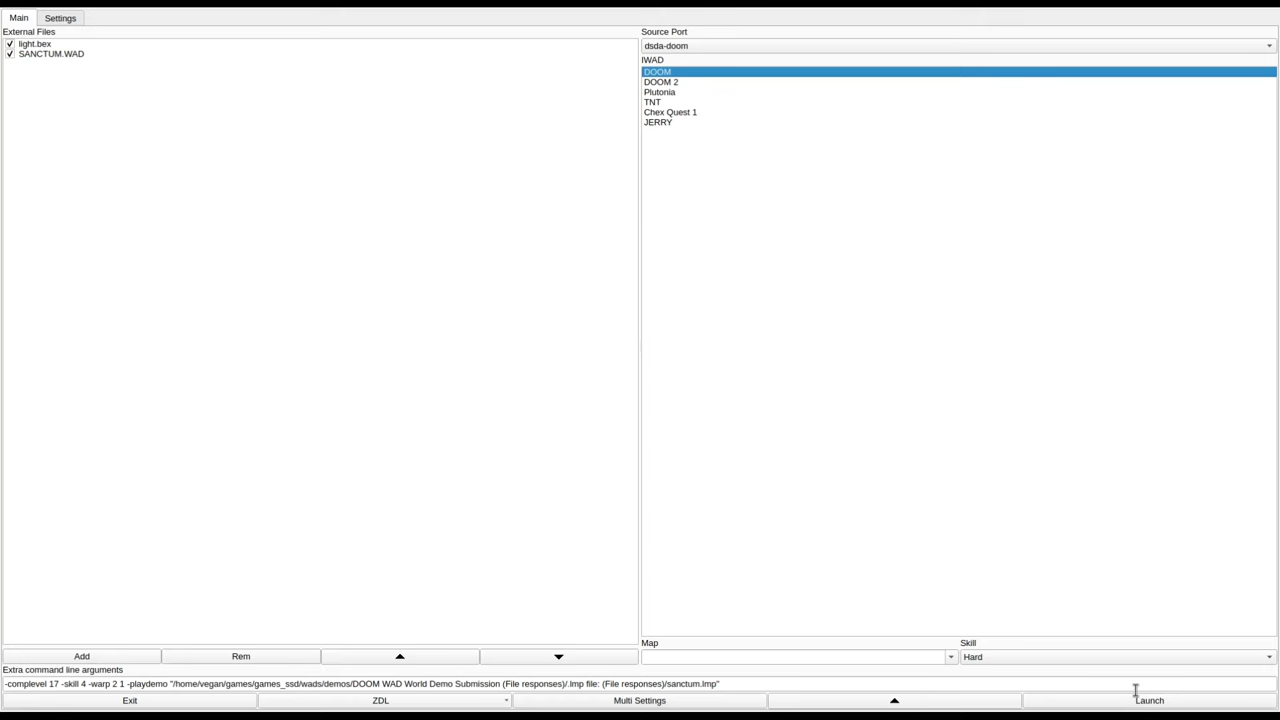 Main
Settings
External Files
light.bex
SANCTUM.WAD
Source Port
dsda-doom
IWAD
DOOM
DOOM 2
Plutonia
TNT
Chex Quest 1
JERRY
Map
Skill
Hard
Add
Rem
Extra command line arguments
-complevel 17 -skill 4 -warp 2 1 -playdemo "/home/vegan/games/games_ssd/wads/demos/DOOM WAD World Demo Submission (File responses)/.lmp file: (File responses)/sanctum.lmp"
Exit
ZDL
Multi Settings
Launch